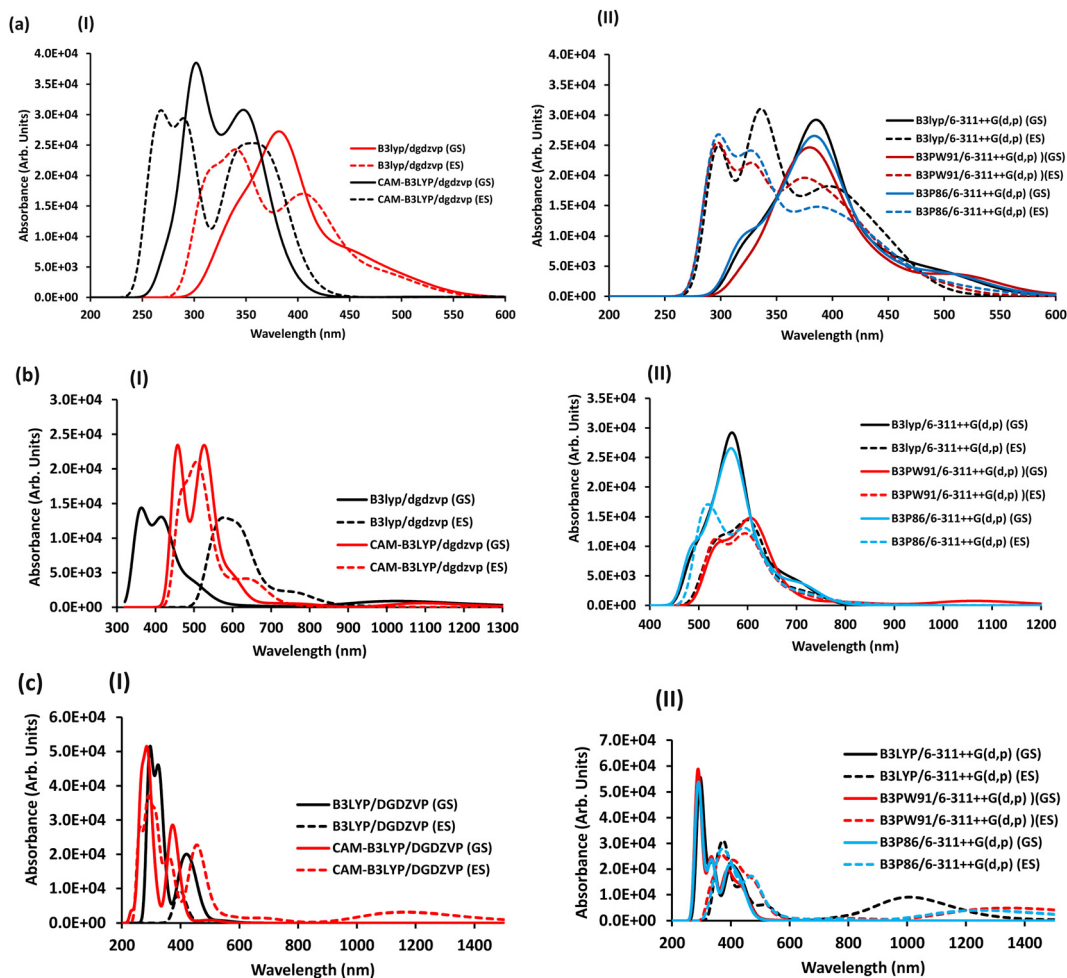 (a) (I)
Absorbance (Arb. Units)
4.0E+04
3.5E+04
3.0E+04
2.5E+04
2.0E+04
1.5E+04
1.0E+04
5.0E+03
0.0E+00
200 250 300 350 400 450 500 550 600
Wavelength (nm)
B3lyp/dgdzvp (GS)
B3lyp/dgdzvp (ES)
CAM-B3LYP/dgdzvp (GS)
CAM-B3LYP/dgdzvp (ES)
(II)
Absorbance (Arb. Units)
4.0E+04
3.5E+04
3.0E+04
2.5E+04
2.0E+04
1.5E+04
1.0E+04
5.0E+03
0.0E+00
200 250 300 350 400 450 500 550 600
Wavelength (nm)
B3lyp/6-311++G(d,p) (GS)
B3lyp/6-311++G(d,p) (ES)
B3PW91/6-311++G(d,p) )(GS)
B3PW91/6-311++G(d,p) )(ES)
B3P86/6-311++G(d,p) (GS)
B3P86/6-311++G(d,p) (ES)
(b) (I)
Absorbance (Arb. Units)
3.0E+04
2.5E+04
2.0E+04
1.5E+04
1.0E+04
5.0E+03
0.0E+00
300 400 500 600 700 800 900 1000 1100 1200 1300
Wavelength (nm)
B3lyp/dgdzvp (GS)
B3lyp/dgdzvp (ES)
CAM-B3LYP/dgdzvp (GS)
CAM-B3LYP/dgdzvp (ES)
(II)
Absorbance (Arb. Units)
3.5E+04
3.0E+04
2.5E+04
2.0E+04
1.5E+04
1.0E+04
5.0E+03
0.0E+00
400 500 600 700 800 900 1000 1100 1200
Wavelength (nm)
B3lyp/6-311++G(d,p) (GS)
B3lyp/6-311++G(d,p) (ES)
B3PW91/6-311++G(d,p) )(GS)
B3PW91/6-311++G(d,p) )(ES)
B3P86/6-311++G(d,p) (GS)
B3P86/6-311++G(d,p) (ES)
(c) (I)
Absorbance (Arb. Units)
6.0E+04
5.0E+04
4.0E+04
3.0E+04
2.0E+04
1.0E+04
0.0E+00
200 400 600 800 1000 1200 1400
Wavelength (nm)
B3LYP/DGDZVP (GS)
B3LYP/DGDZVP (ES)
CAM-B3LYP/DGDZVP (GS)
CAM-B3LYP/DGDZVP (ES)
(II)
Absorbance (Arb. Units)
7.0E+04
6.0E+04
5.0E+04
4.0E+04
3.0E+04
2.0E+04
1.0E+04
0.0E+00
200 400 600 800 1000 1200 1400
Wavelength (nm)
B3LYP/6-311++G(d,p) (GS)
B3LYP/6-311++G(d,p) (ES)
B3PW91/6-311++G(d,p) )(GS)
B3PW91/6-311++G(d,p) )(ES)
B3P86/6-311++G(d,p) (GS)
B3P86/6-311++G(d,p) (ES)